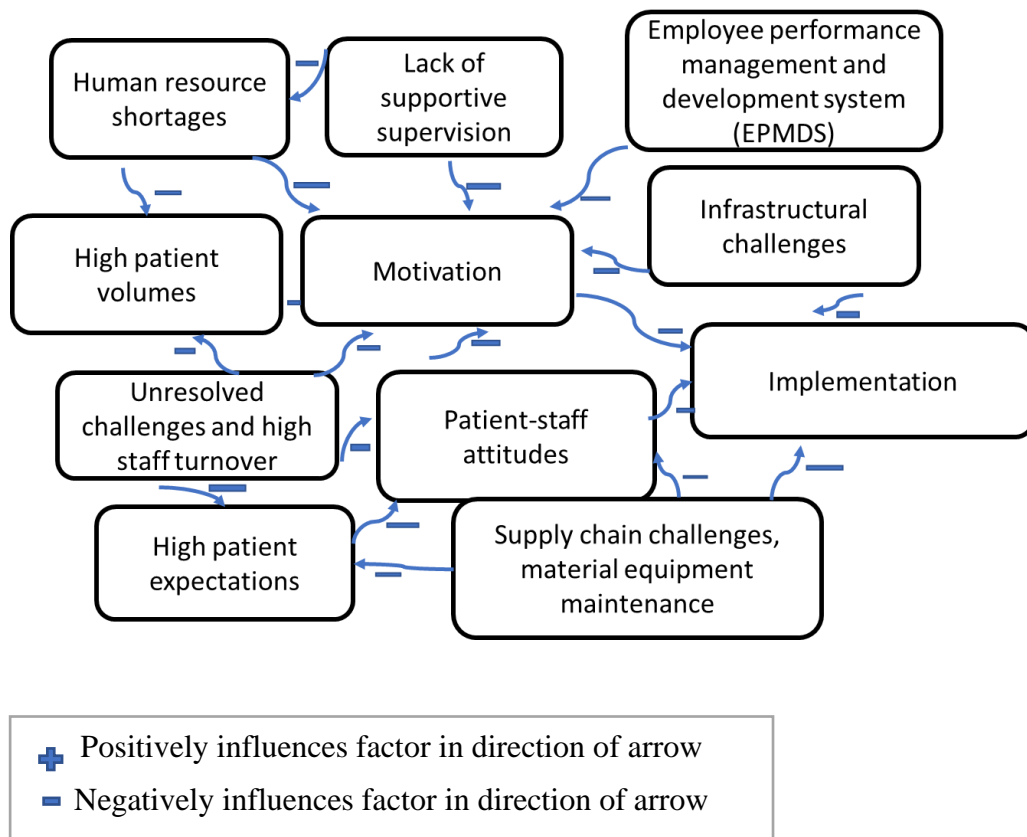 Human resource
shortages
Lack of
supportive
supervision
Employee performance
management and
development system
(EPMDS)
Infrastructural
challenges
High patient
volumes
Motivation
Implementation
Unresolved
challenges and high
staff turnover
Patient-staff
attitudes
High patient
expectations
Supply chain challenges,
material equipment
maintenance
Positively influences factor in direction of arrow
Negatively influences factor in direction of arrow